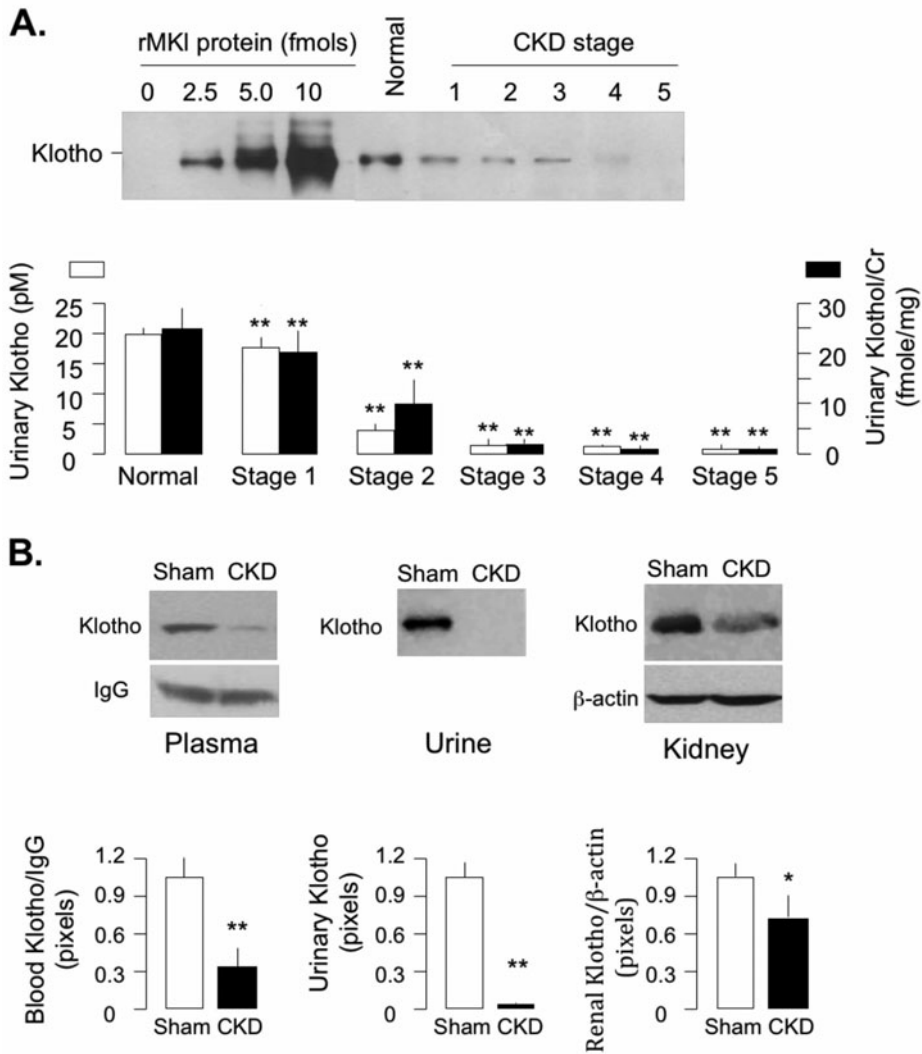 A.
rMKl protein (fmols)
Normal
CKD stage
0 2.5 5.0 10
1 2 3 4 5
Klotho
Urinary Klotho (pM)
25
20
15
10
5
0
** **
** **
** **
** **
** **
30
20
10
0
Urinary Klothol/Cr
(fmole/mg)
Normal Stage 1 Stage 2 Stage 3 Stage 4 Stage 5
B.
Sham CKD
Klotho
IgG
Plasma
Sham CKD
Klotho
Urine
Sham CKD
Klotho
β-actin
Kidney
Blood Klotho/IgG
(pixels)
1.2
0.9
0.6
0.3
0
**
Sham CKD
Urinary Klotho
(pixels)
1.2
0.9
0.6
0.3
0
**
Sham CKD
Renal Klotho/β-actin
(pixels)
1.2
0.9
0.6
0.3
0
*
Sham CKD